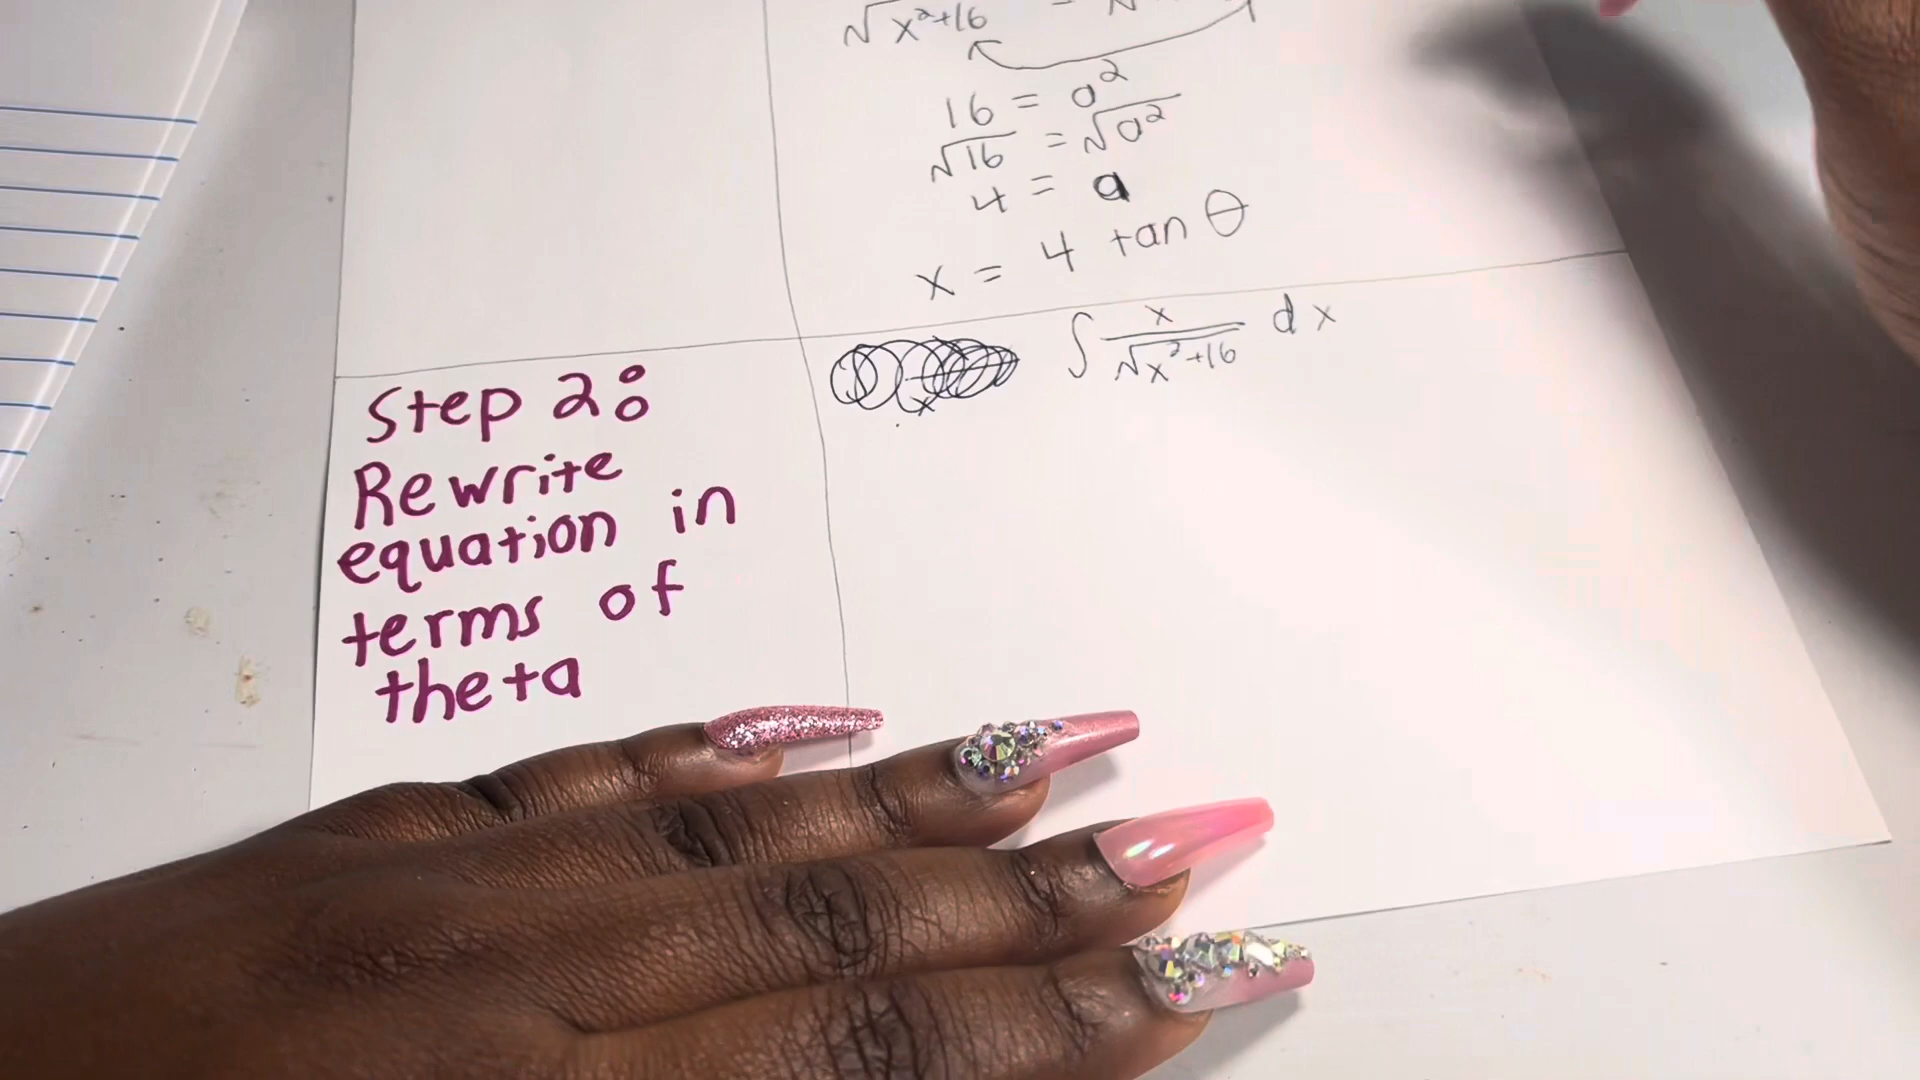 √x²+16 = √
16 = a²
√16 = √a²
4 = a
x = 4 tan θ
Step 2:
Rewrite
equation in
terms of
theta
∫ x/√x²+16 dx